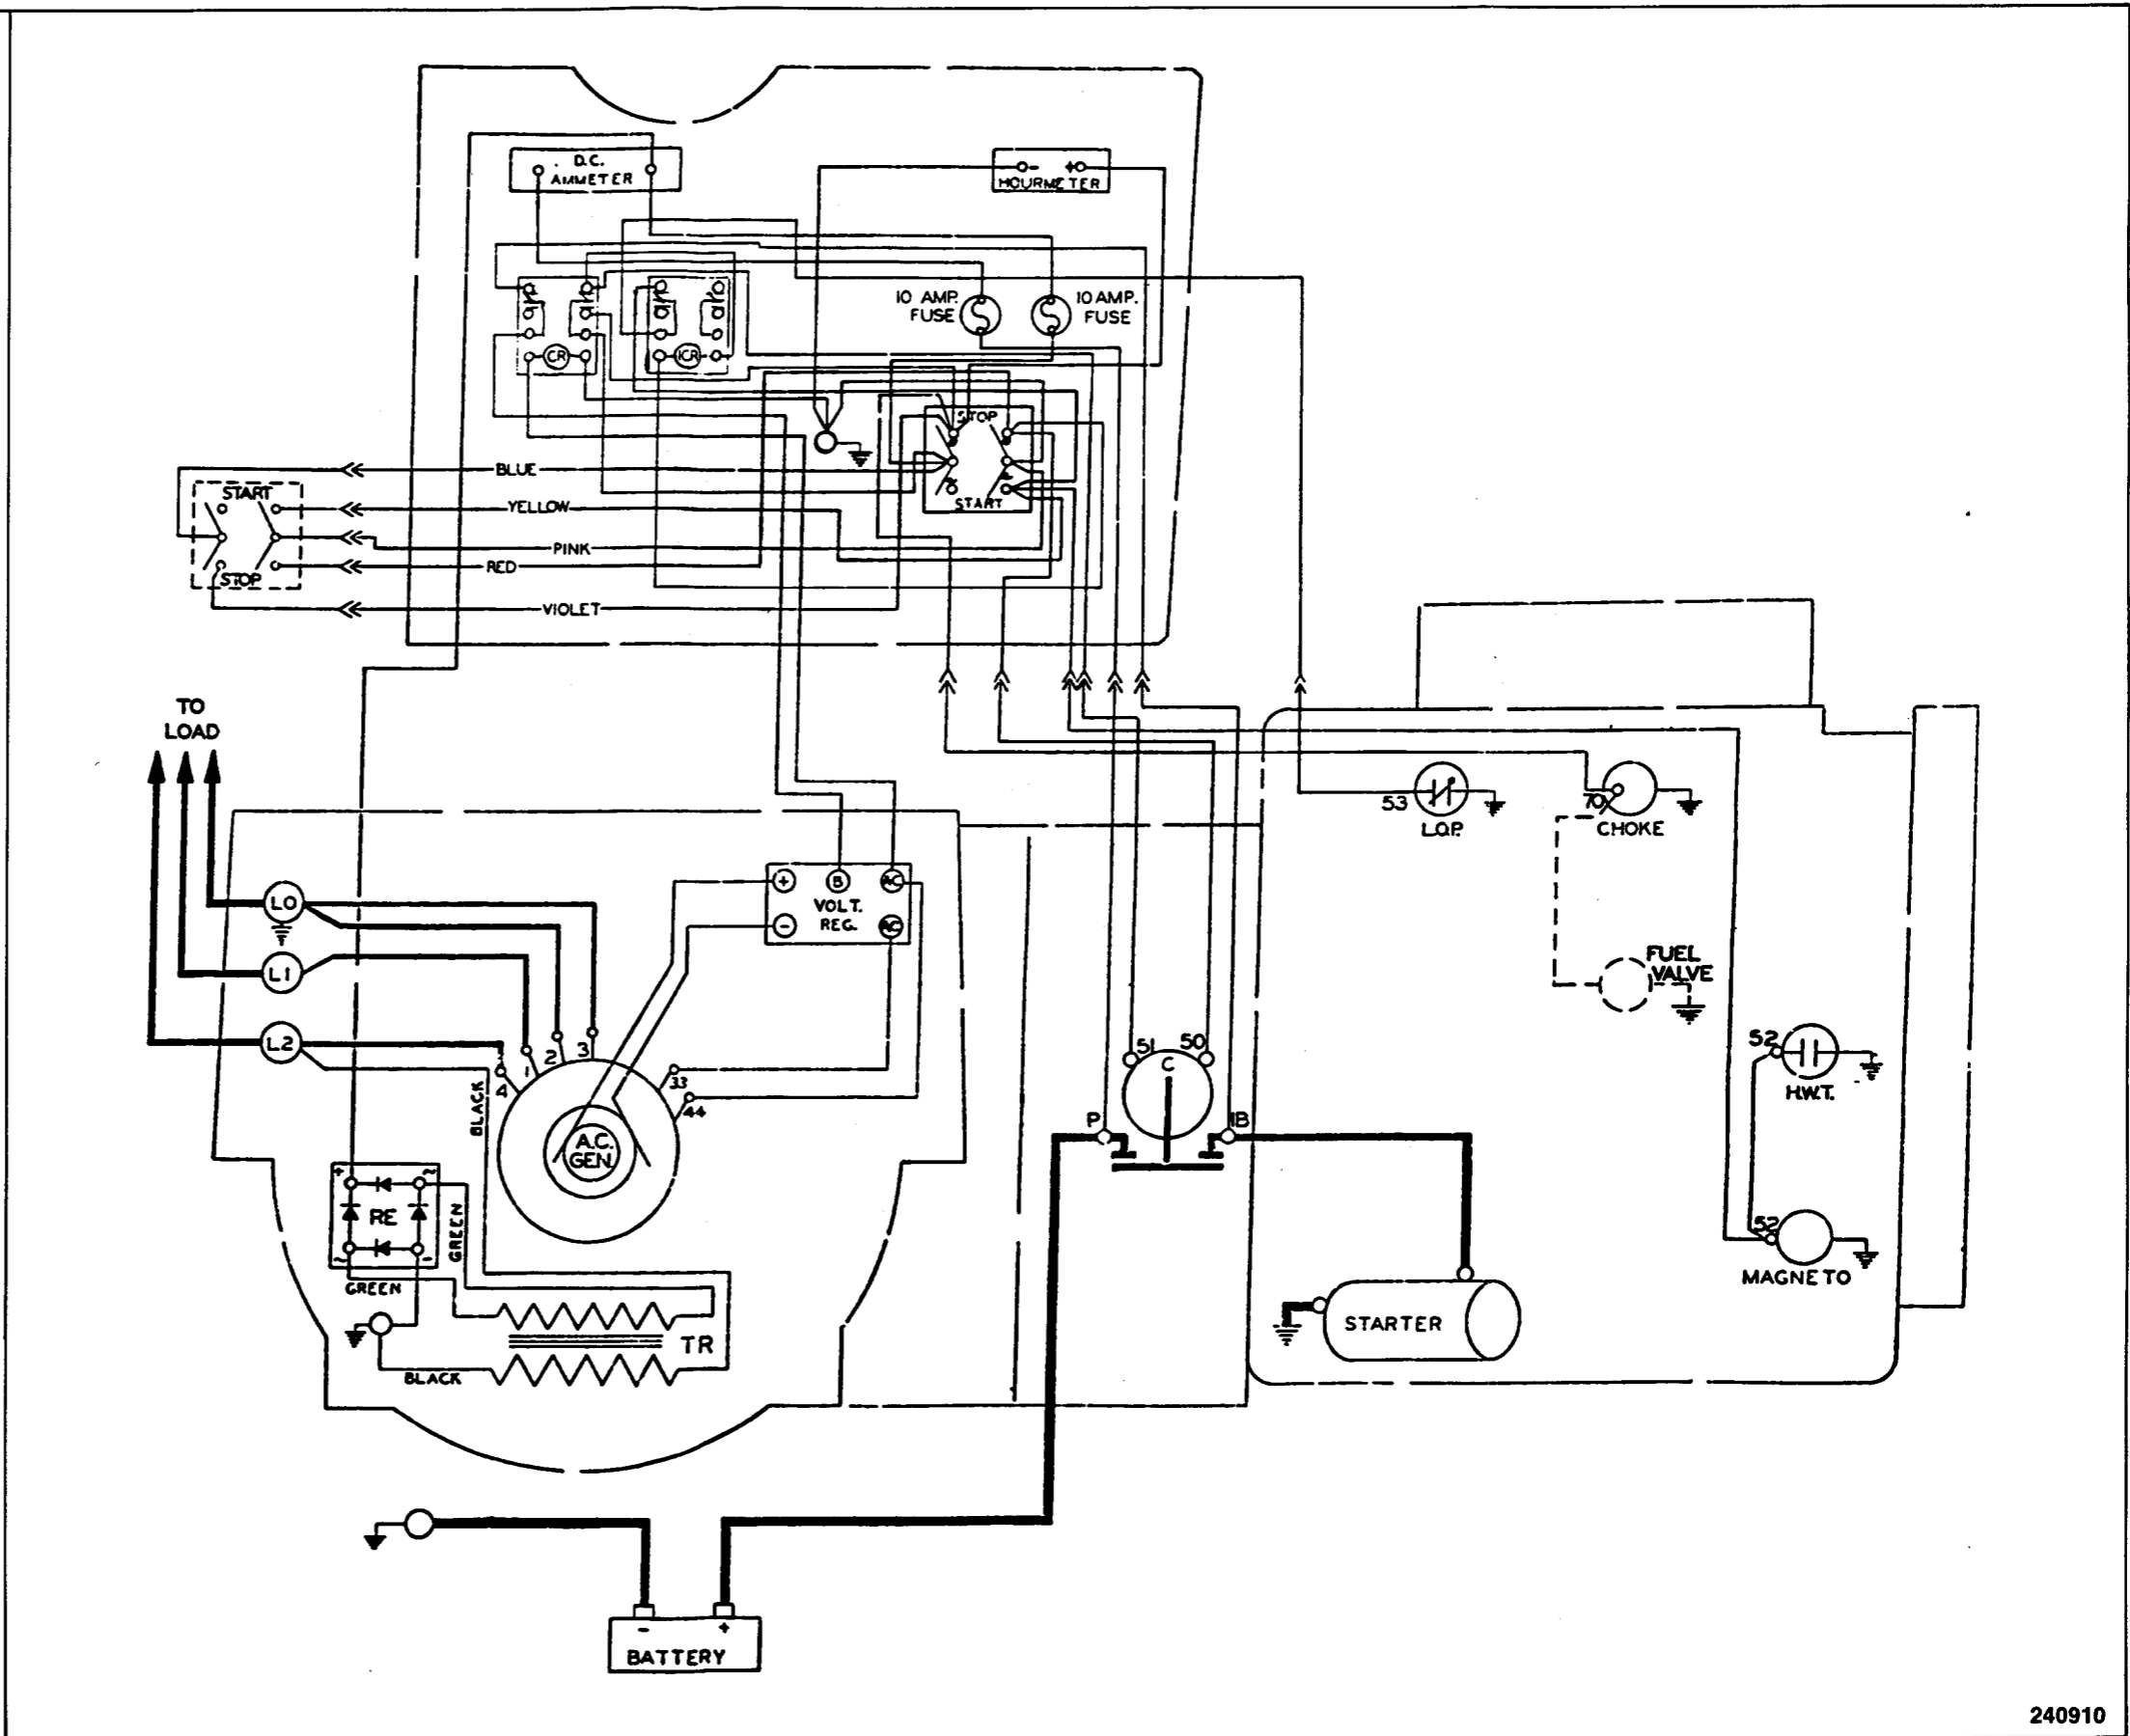 D.C.
AMMETER
- +
HOURMETER
10 AMP.
FUSE
10 AMP.
FUSE
CR
ICR
STOP
START
BLUE
START
YELLOW
PINK
RED
STOP
VIOLET
TO
LOAD
53
L.O.P.
70
CHOKE
+ B AC
VOLT.
REG.
- AC
L0
L1
L2
FUEL
VALVE
4 1 2 3
33
44
A.C.
GEN.
BLACK
51 50
C
P 1B
52
H.W.T.
52
MAGNETO
+ ~
RE
~ -
GREEN
GREEN
TR
BLACK
STARTER
- +
BATTERY
240910